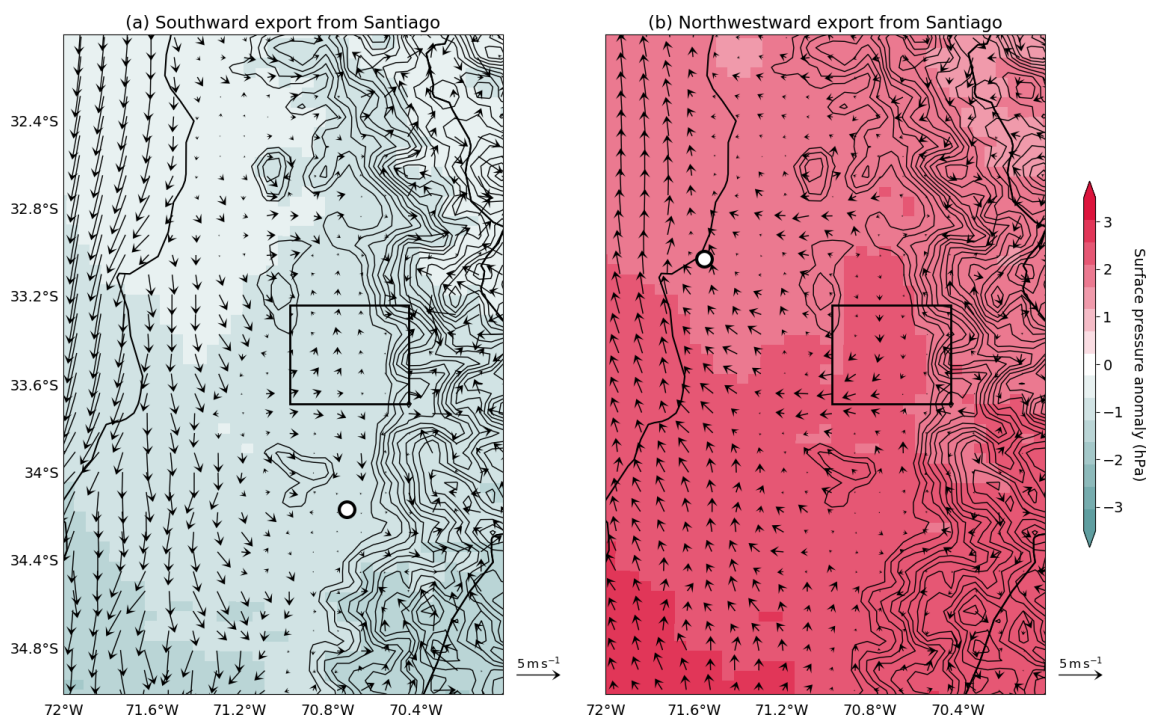 (a) Southward export from Santiago
(b) Northwestward export from Santiago
32.4°S
32.8°S
33.2°S
33.6°S
34°S
34.4°S
34.8°S
72°W
71.6°W
71.2°W
70.8°W
70.4°W
5 m s⁻¹
72°W
71.6°W
71.2°W
70.8°W
70.4°W
5 m s⁻¹
3
2
1
0
−1
−2
−3
Surface pressure anomaly (hPa)